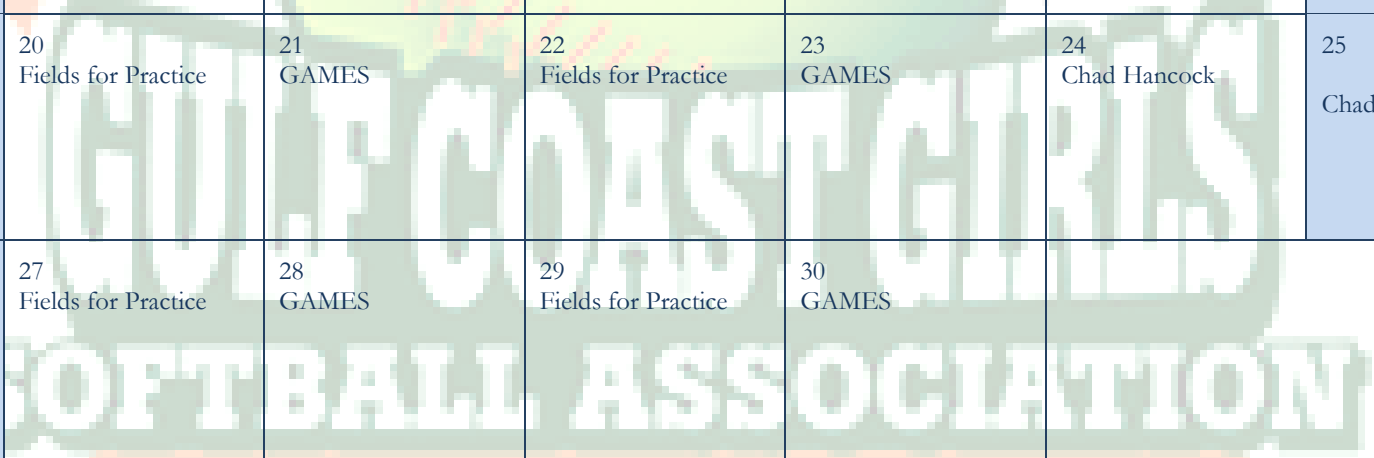 20
Fields for Practice
21
GAMES
22
Fields for Practice
23
GAMES
24
Chad Hancock
25
Chad
27
Fields for Practice
28
GAMES
29
Fields for Practice
30
GAMES
GULF COAST GIRLS
SOFTBALL ASSOCIATION